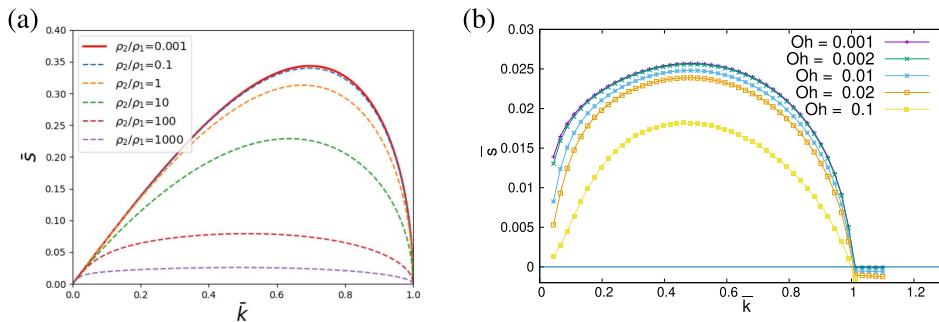 (a)
0.40
0.35
0.30
0.25
0.20
0.15
0.10
0.05
0.00
s̄
ρ₂/ρ₁=0.001
ρ₂/ρ₁=0.1
ρ₂/ρ₁=1
ρ₂/ρ₁=10
ρ₂/ρ₁=100
ρ₂/ρ₁=1000
0.0 0.2 0.4 0.6 0.8 1.0
k̄
(b)
0.03
0.025
0.02
0.015
0.01
0.005
0
s̄
Oh = 0.001
Oh = 0.002
Oh = 0.01
Oh = 0.02
Oh = 0.1
0 0.2 0.4 0.6 0.8 1 1.2
k̄